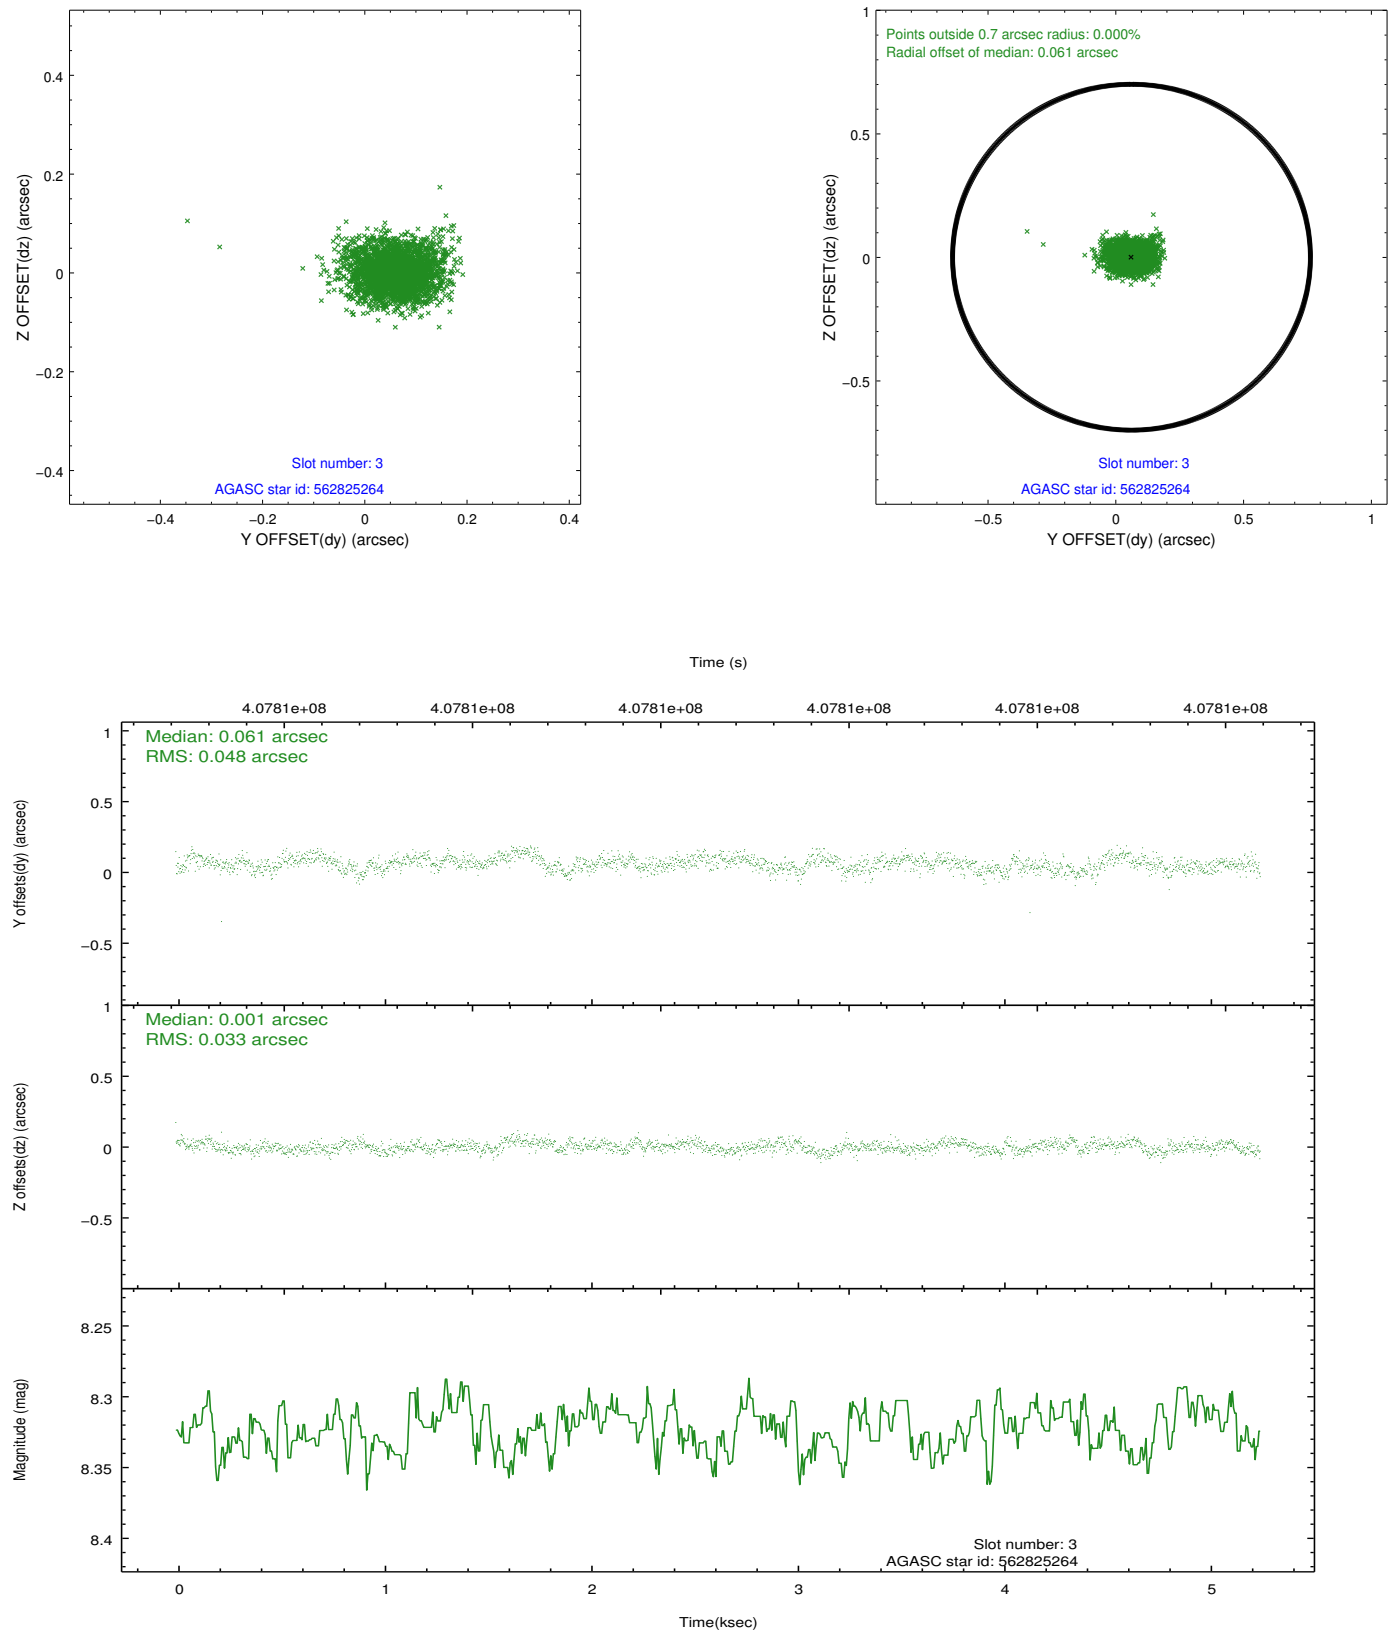 0.4
0.2
0
−0.2
−0.4
Z OFFSET(dz) (arcsec)
Slot number: 3
AGASC star id: 562825264
−0.4 −0.2 0 0.2 0.4
Y OFFSET(dy) (arcsec)
1
0.5
0
−0.5
Z OFFSET(dz) (arcsec)
Points outside 0.7 arcsec radius: 0.000%
Radial offset of median: 0.061 arcsec
Slot number: 3
AGASC star id: 562825264
−0.5 0 0.5 1
Y OFFSET(dy) (arcsec)
Time (s)
4.0781e+08 4.0781e+08 4.0781e+08 4.0781e+08 4.0781e+08 4.0781e+08
Median: 0.061 arcsec
RMS: 0.048 arcsec
1
0.5
0
−0.5
Y offsets(dy) (arcsec)
Median: 0.001 arcsec
RMS: 0.033 arcsec
1
0.5
0
−0.5
Z offsets(dz) (arcsec)
8.25
8.3
8.35
8.4
Magnitude (mag)
Slot number: 3
AGASC star id: 562825264
0 1 2 3 4 5
Time(ksec)